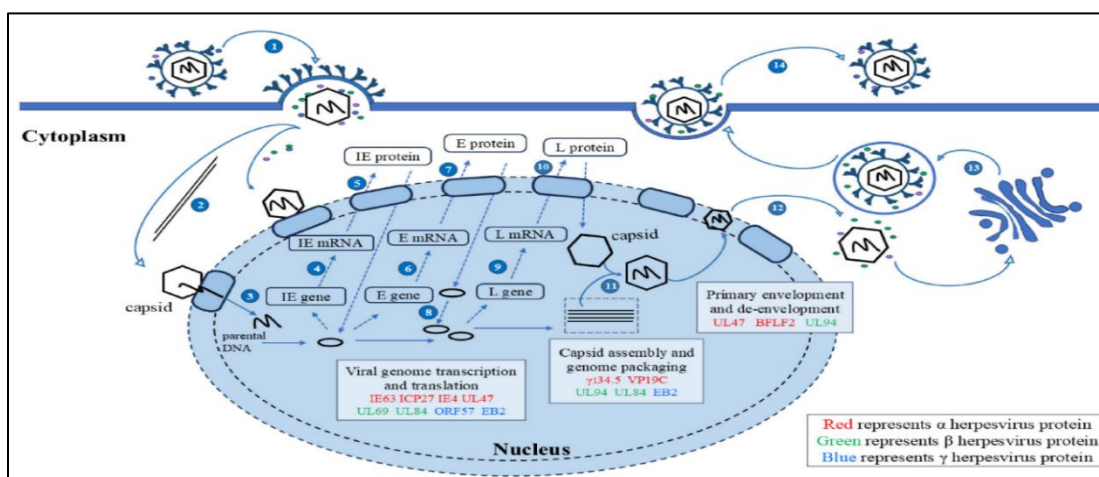 1
14
Cytoplasm
E protein
IE protein
L protein
5
7
10
13
2
12
IE mRNA
E mRNA
L mRNA
capsid
4
6
9
11
capsid
3
IE gene
E gene
L gene
8
parental
DNA
Primary envelopment
and de-envelopment
UL47 BFLF2 UL94
Viral genome transcription
and translation
IE63 ICP27 IE4 UL47
UL69 UL84 ORF57 EB2
Capsid assembly and
genome packaging
γ134.5 VP19C
UL94 UL84 EB2
Nucleus
Red represents α herpesvirus protein
Green represents β herpesvirus protein
Blue represents γ herpesvirus protein